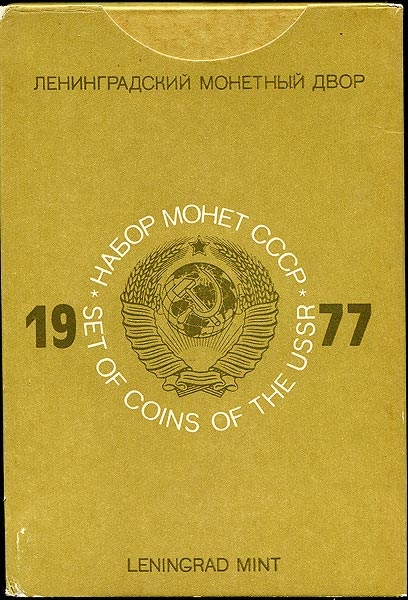 ЛЕНИНГРАДСКИЙ МОНЕТНЫЙ ДВОР
* НАБОР МОНЕТ СССР *
19 77
SET OF COINS OF THE USSR
LENINGRAD MINT